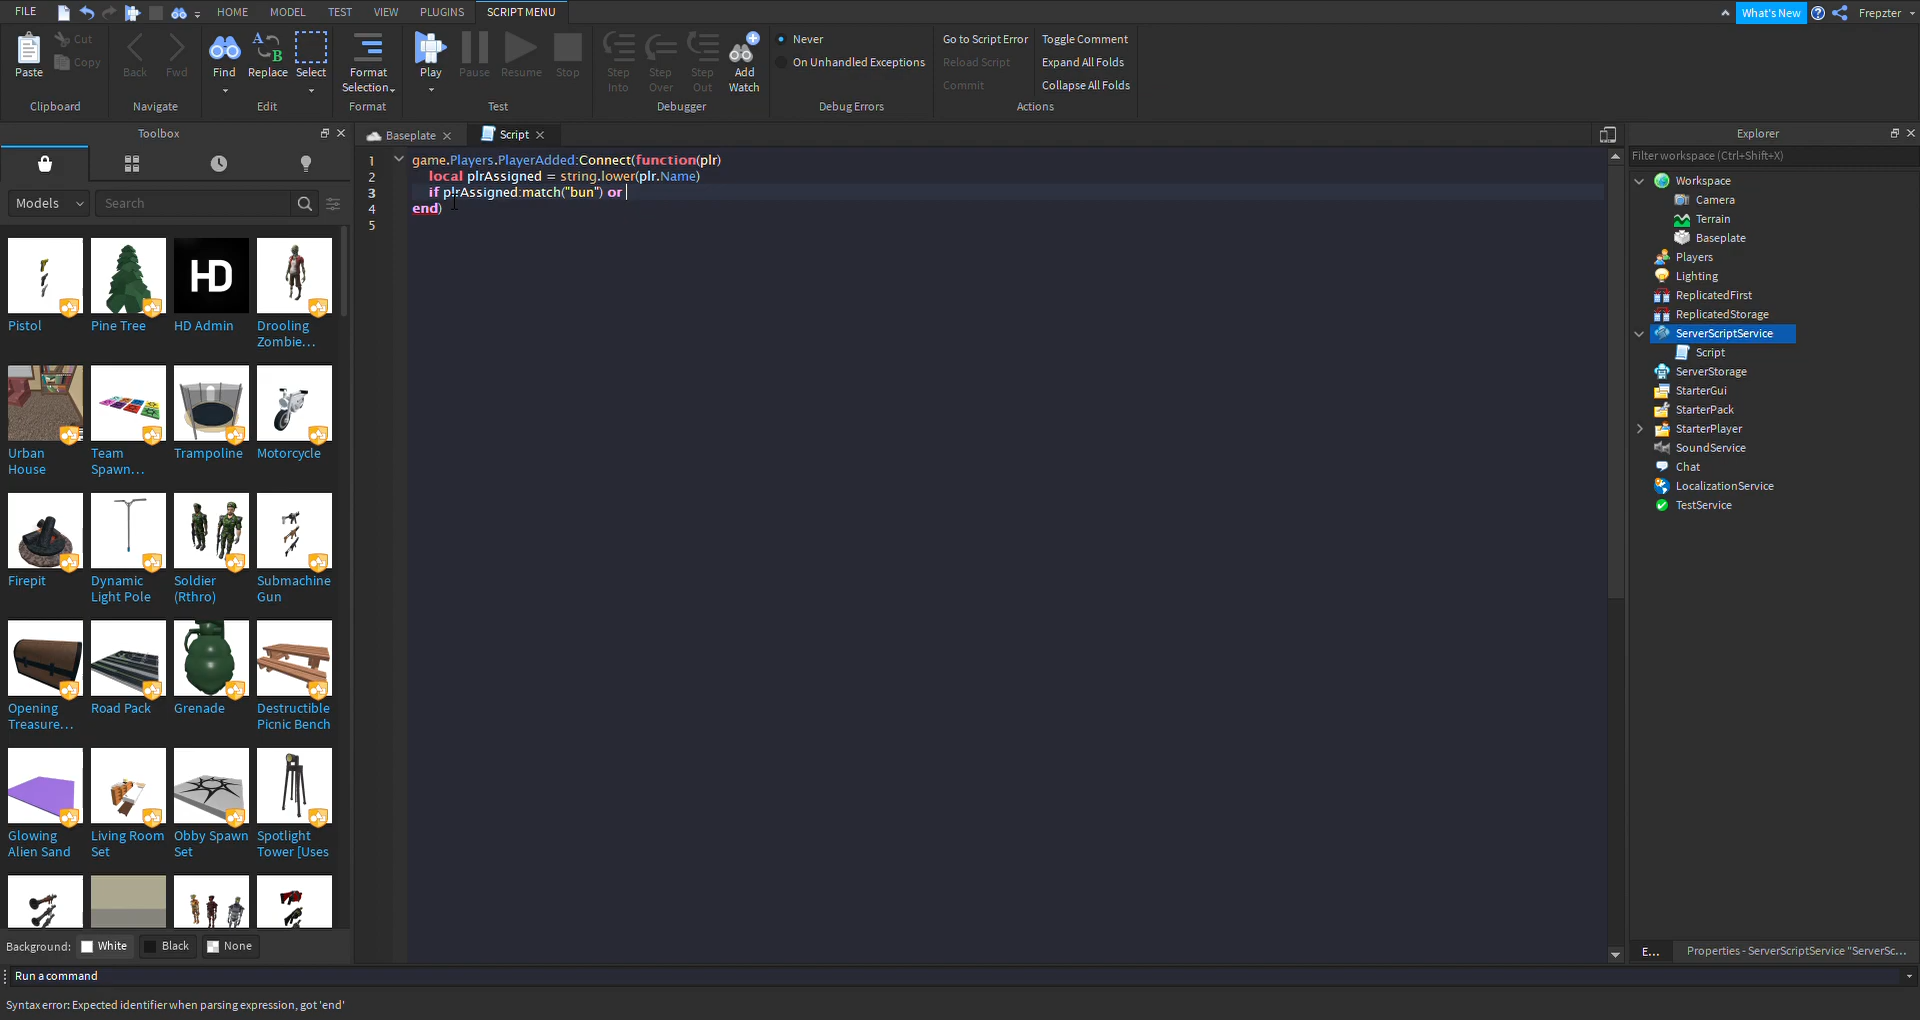 FILE HOME MODEL TEST VIEW PLUGINS SCRIPT MENU What's New Frepzter
Paste Cut Copy
Clipboard
Back Fwd
Navigate
Find Replace Select
Edit
Format Selection
Format
Play Pause Resume Stop
Test
Step Into Step Over Step Out Add Watch
Debugger
Never
On Unhandled Exceptions
Debug Errors
Go to Script Error Toggle Comment
Reload Script Expand All Folds
Commit Collapse All Folds
Actions
Toolbox
Models Search
Pistol Pine Tree HD HD Admin Drooling Zombie...
Urban House Team Spawn... Trampoline Motorcycle
Firepit Dynamic Light Pole Soldier (Rthro) Submachine Gun
Opening Treasure... Road Pack Grenade Destructible Picnic Bench
Glowing Alien Sand Living Room Set Obby Spawn Set Spotlight Tower [Uses
Background: White Black None
Baseplate Script
1 game.Players.PlayerAdded:Connect(function(plr)
2 local plrAssigned = string.lower(plr.Name)
3 if plrAssigned:match("bun") or
4 end)
5
Explorer
Filter workspace (Ctrl+Shift+X)
Workspace
Camera
Terrain
Baseplate
Players
Lighting
ReplicatedFirst
ReplicatedStorage
ServerScriptService
Script
ServerStorage
StarterGui
StarterPack
StarterPlayer
SoundService
Chat
LocalizationService
TestService
E... Properties - ServerScriptService "ServerSc...
Run a command
Syntax error: Expected identifier when parsing expression, got 'end'